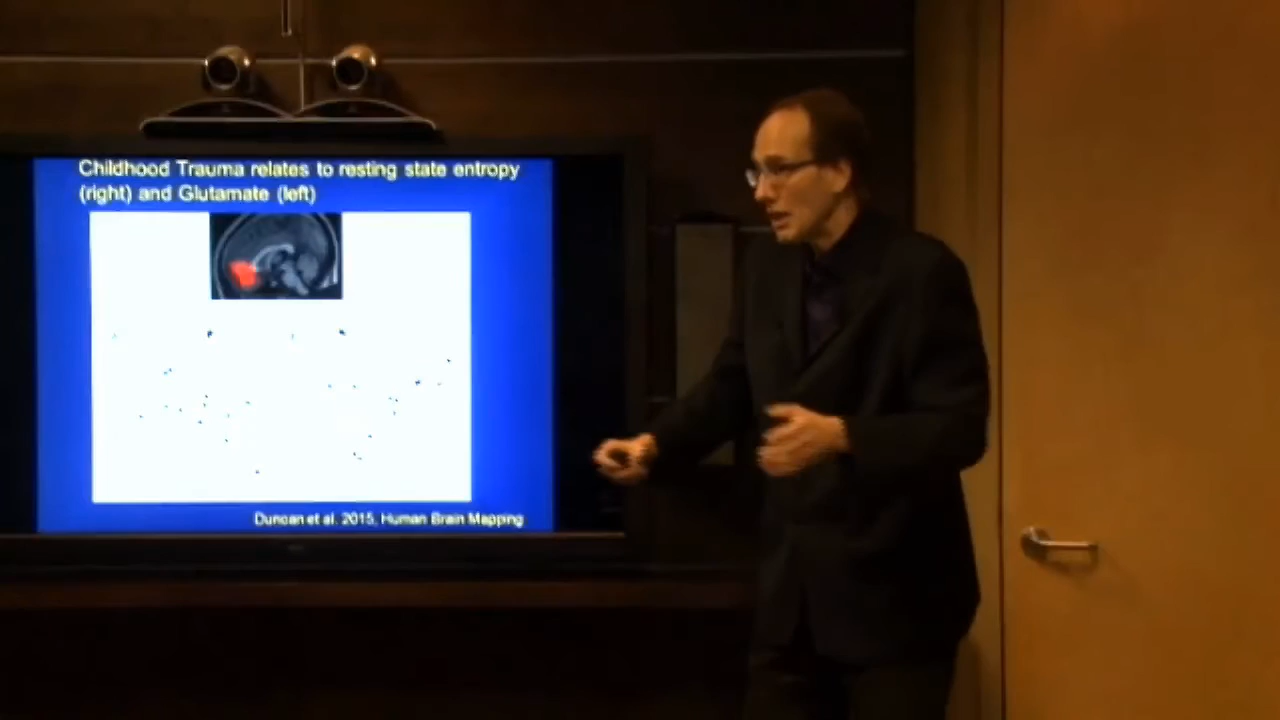 Childhood Trauma relates to resting state entropy
(right) and Glutamate (left)
Duncan et al. 2015, Human Brain Mapping